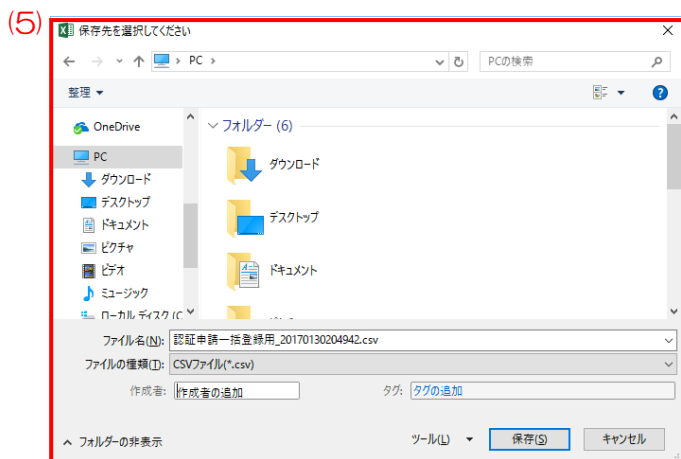 (5)
保存先を選択してください
PC
PCの検索
整理
OneDrive
PC
ダウンロード
デスクトップ
ドキュメント
ピクチャ
ビデオ
ミュージック
ローカル ディスク (C
フォルダー (6)
ダウンロード
デスクトップ
ドキュメント
ファイル名(N): 認証申請一括登録用_20170130204942.csv
ファイルの種類(T): CSVファイル(*.csv)
作成者: 作成者の追加 タグ: タグの追加
フォルダーの非表示 ツール(L) 保存(S) キャンセル